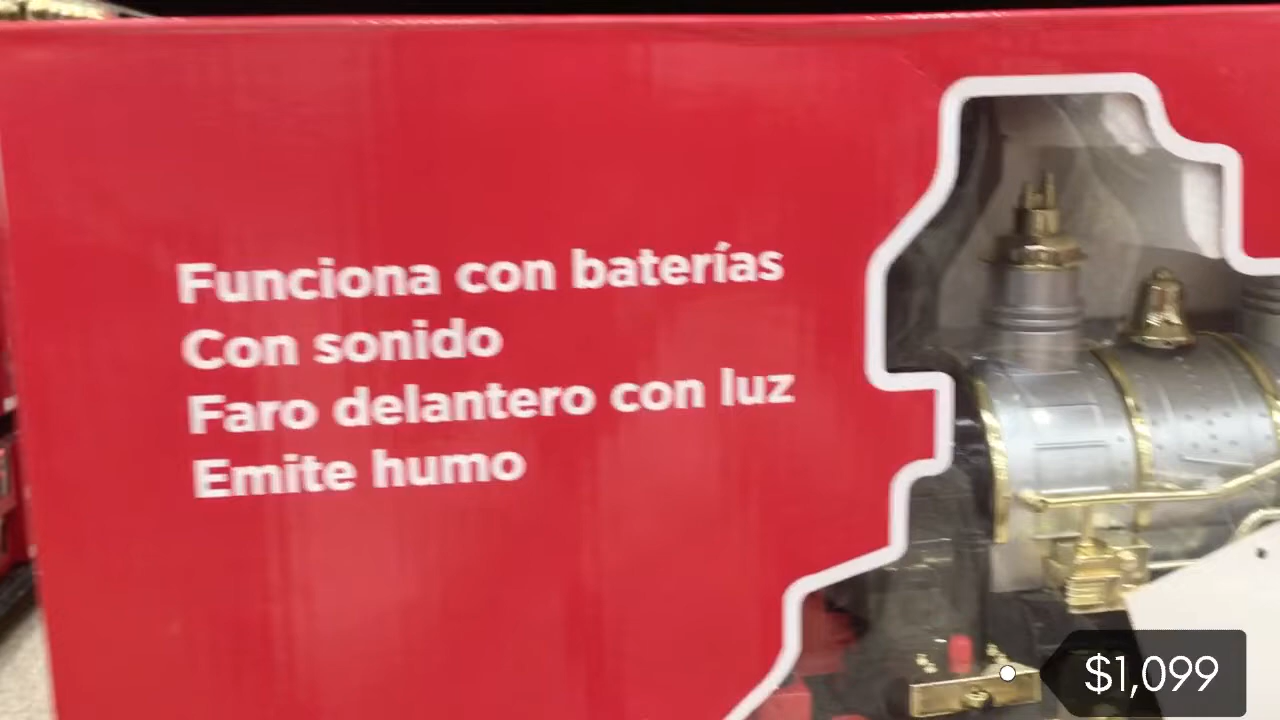 Funciona con baterías
Con sonido
Faro delantero con luz
Emite humo
$1,099